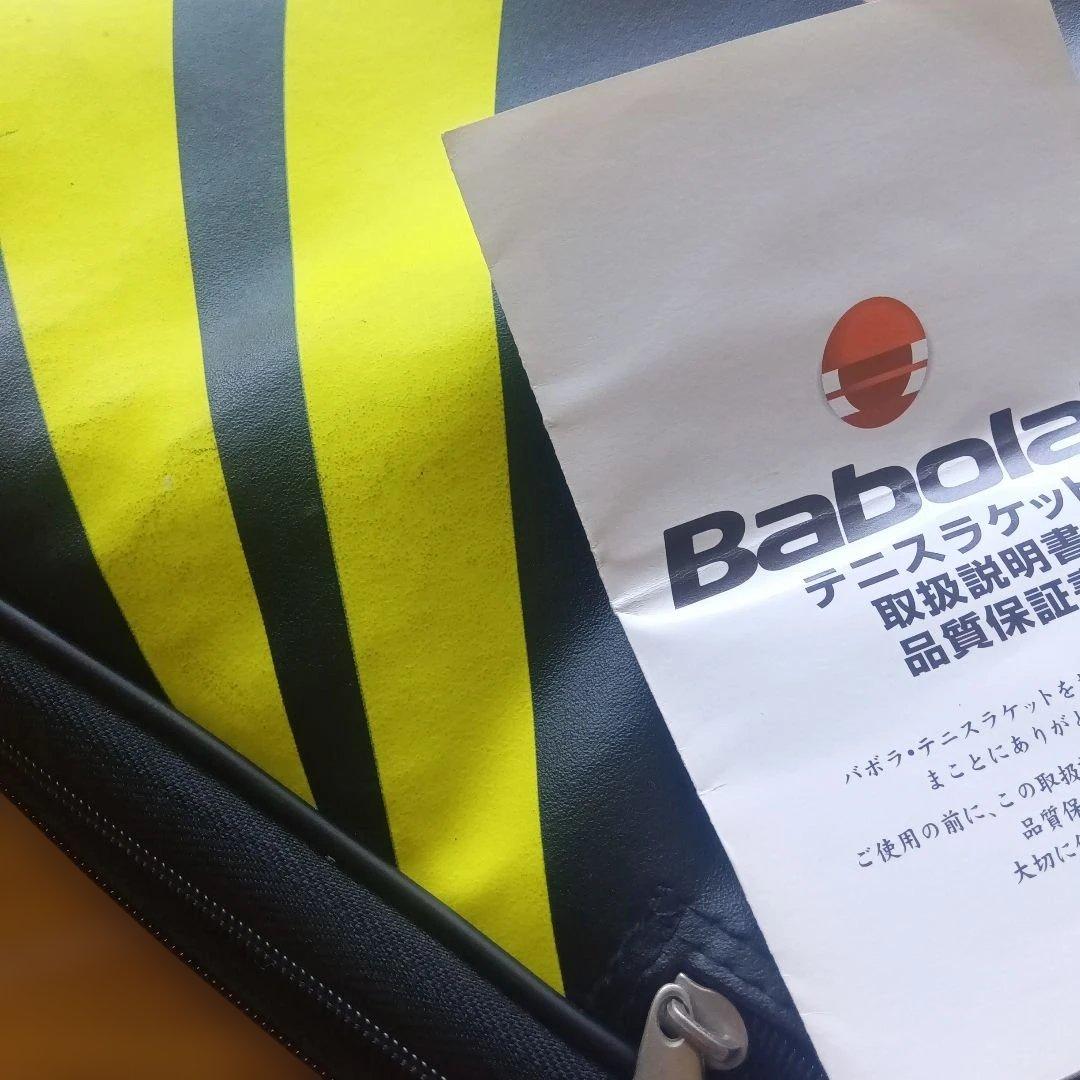 Babola
テニスラケット
取扱説明書
品質保証書
バボラ・テニスラケットを
まことにありがと
ご使用の前に、この取扱
品質保
大切に